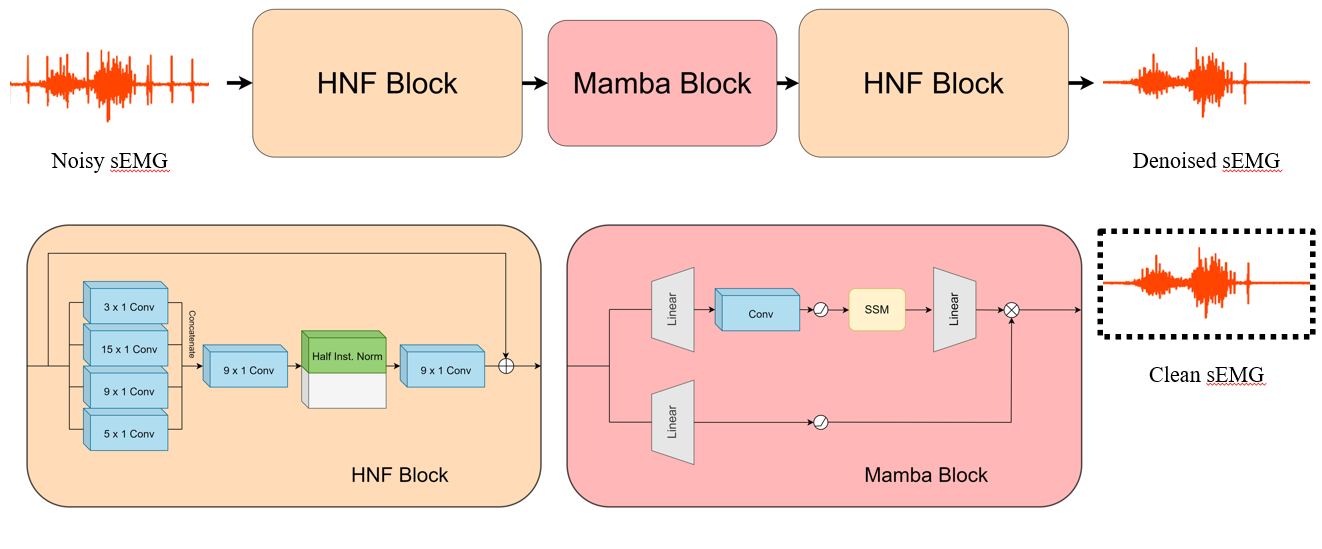 HNF Block
Mamba Block
HNF Block
Noisy sEMG
Denoised sEMG
3 x 1 Conv
15 x 1 Conv
9 x 1 Conv
5 x 1 Conv
Concatenate
9 x 1 Conv
Half Inst. Norm
9 x 1 Conv
HNF Block
Linear
Conv
SSM
Linear
Linear
Mamba Block
Clean sEMG